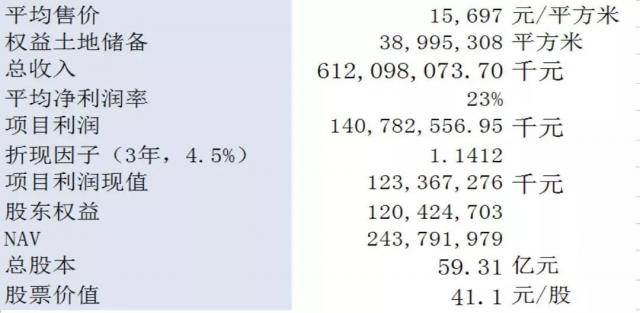 平均售价 15,697 元/平方米
权益土地储备 38,995,308 平方米
总收入 612,098,073.70 千元
平均净利润率 23%
项目利润 140,782,556.95 千元
折现因子（3年，4.5%） 1.1412
项目利润现值 123,367,276 千元
股东权益 120,424,703
NAV 243,791,979
总股本 59.31 亿元
股票价值 41.1 元/股